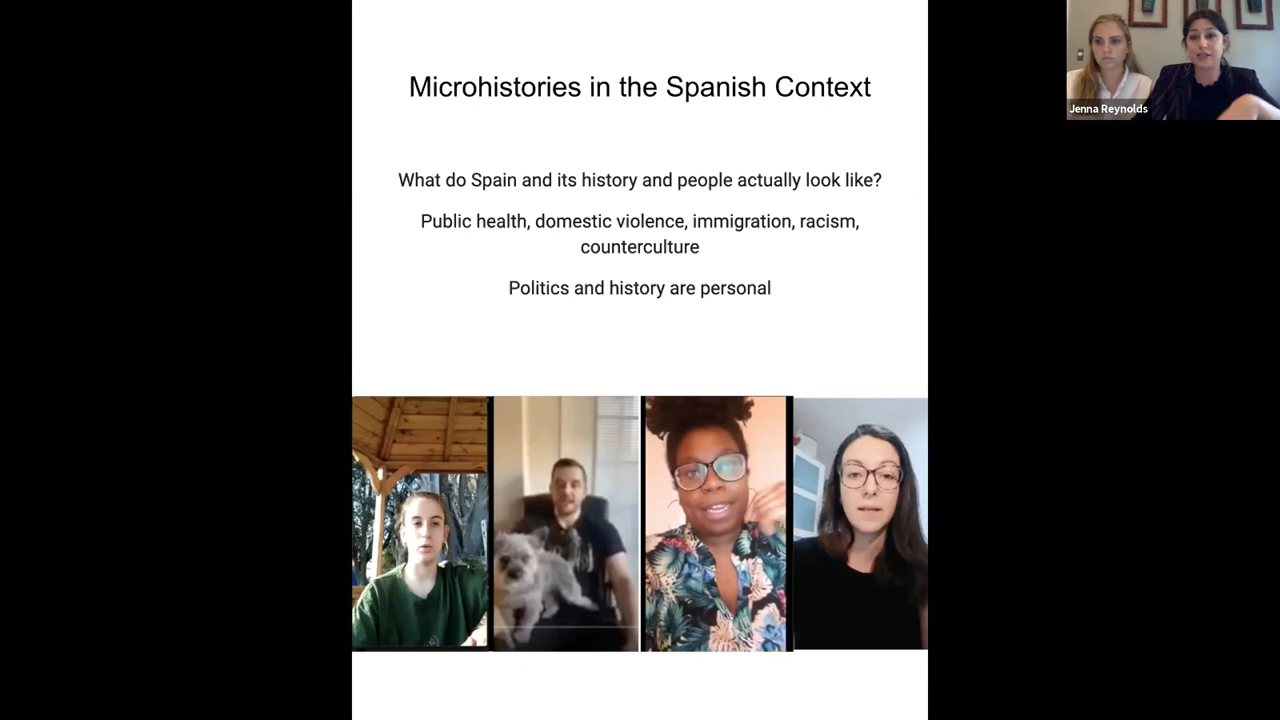 Microhistories in the Spanish Context
What do Spain and its history and people actually look like?
Public health, domestic violence, immigration, racism,
counterculture
Politics and history are personal
Jenna Reynolds